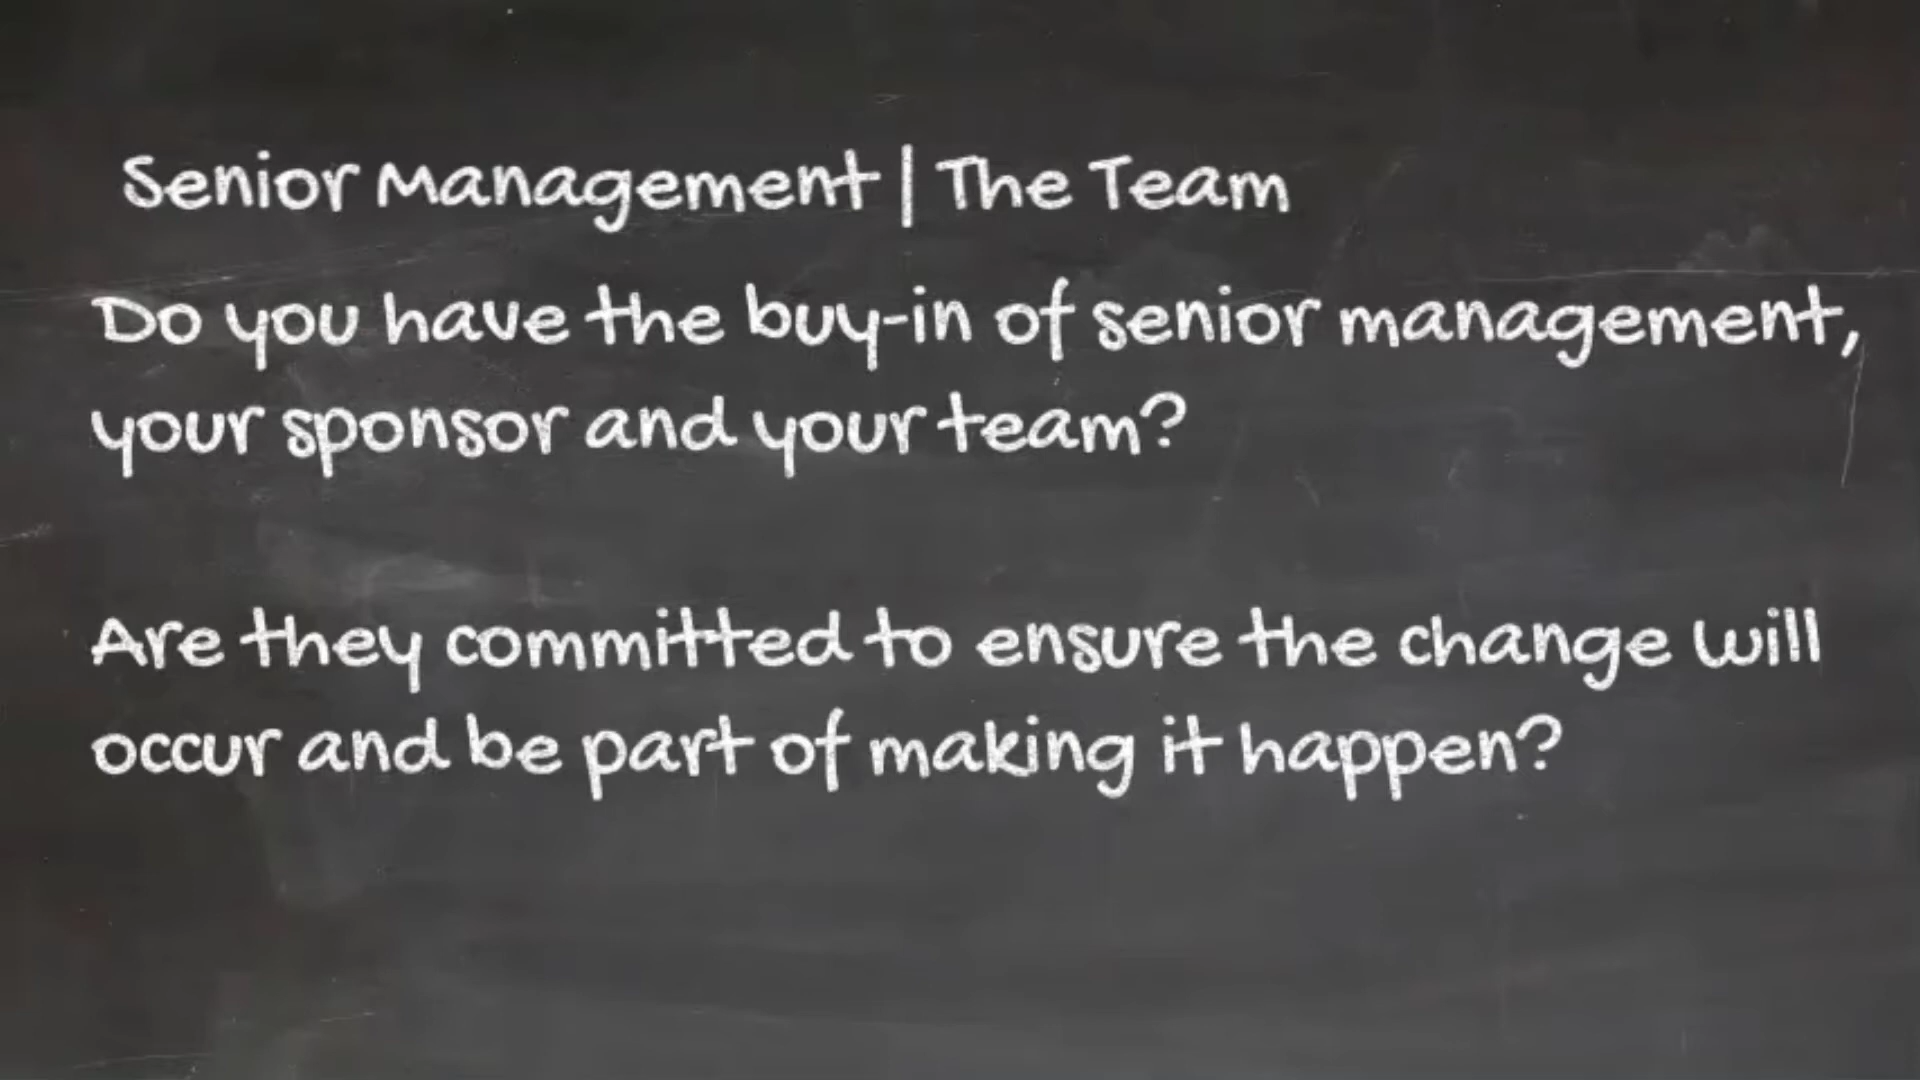 Senior Management | The Team
Do you have the buy-in of senior management,
your sponsor and your team?
Are they committed to ensure the change will
occur and be part of making it happen?